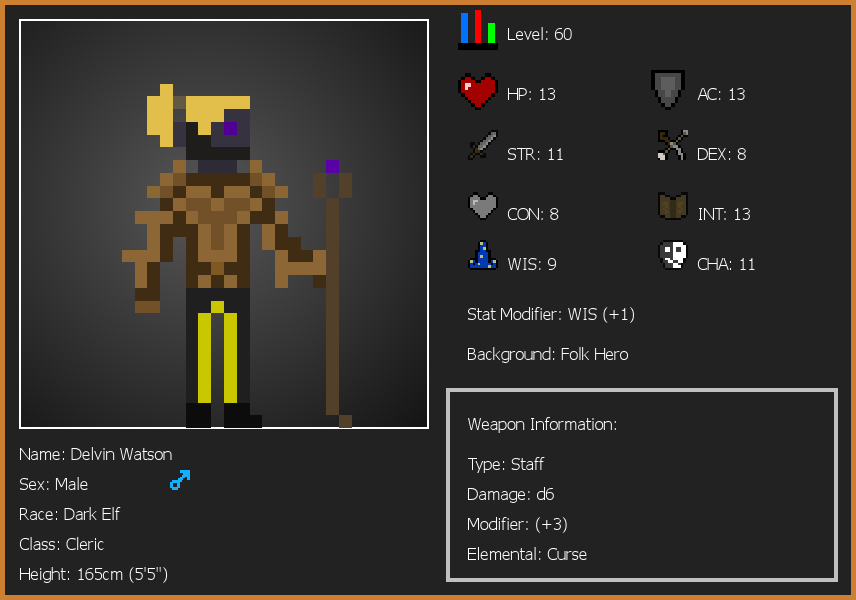 Level: 60
HP: 13
AC: 13
STR: 11
DEX: 8
CON: 8
INT: 13
WIS: 9
CHA: 11
Stat Modifier: WIS (+1)
Background: Folk Hero
Weapon Information:
Type: Staff
Damage: d6
Modifier: (+3)
Elemental: Curse
Name: Delvin Watson
Sex: Male
Race: Dark Elf
Class: Cleric
Height: 165cm (5'5")